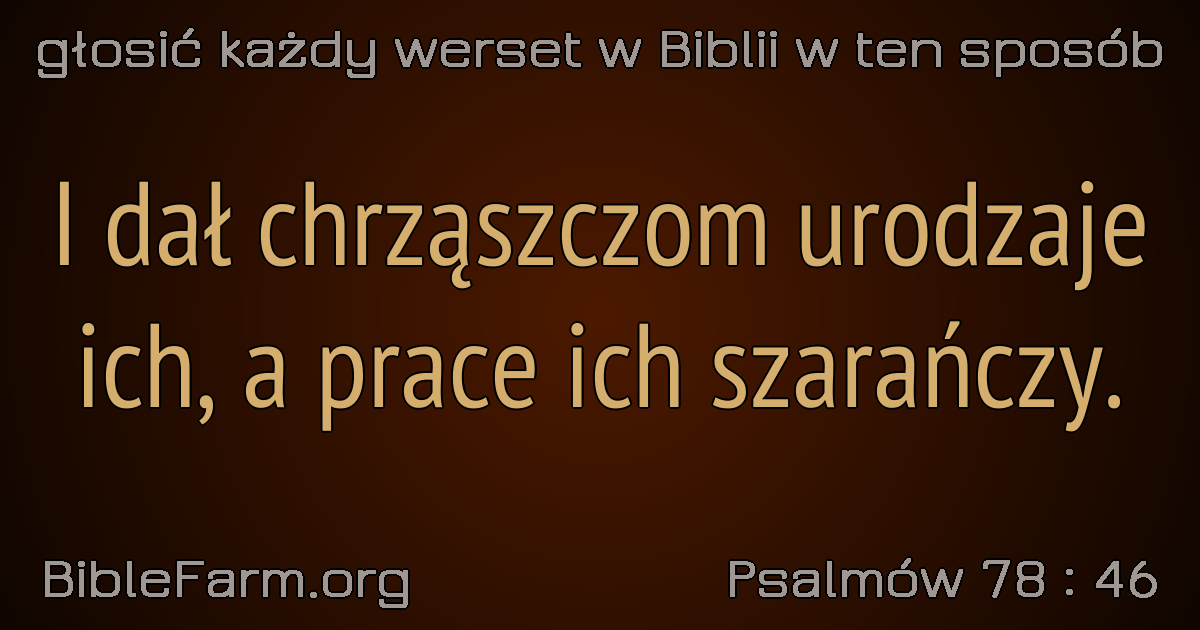 głosić każdy werset w Biblii w ten sposób
I dał chrząszczom urodzaje
ich, a prace ich szarańczy.
BibleFarm.org
Psalmów 78 : 46